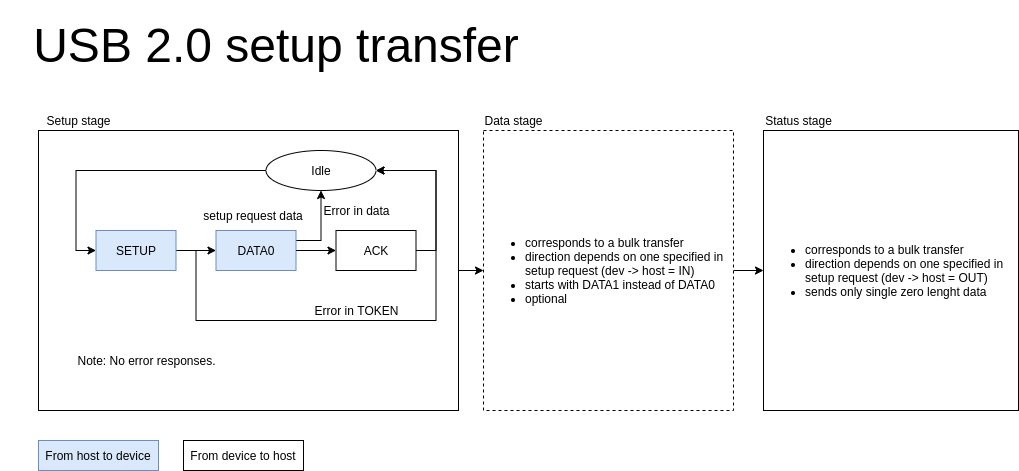 USB 2.0 setup transfer
Setup stage
Idle
setup request data
Error in data
SETUP
DATA0
ACK
Error in TOKEN
Note: No error responses.
Data stage
• corresponds to a bulk transfer
• direction depends on one specified in
setup request (dev -> host = IN)
• starts with DATA1 instead of DATA0
• optional
Status stage
• corresponds to a bulk transfer
• direction depends on one specified in
setup request (dev -> host = OUT)
• sends only single zero lenght data
From host to device
From device to host